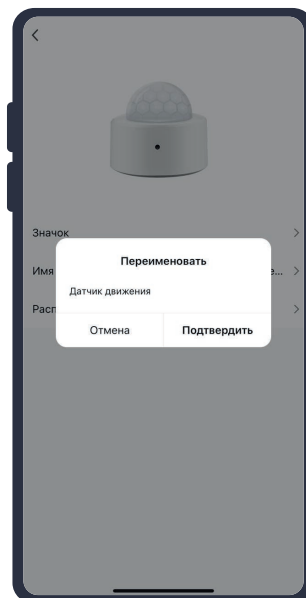 Значок
Переименовать
Имя
е...
Датчик движения
Расп
Отмена
Подтвердить